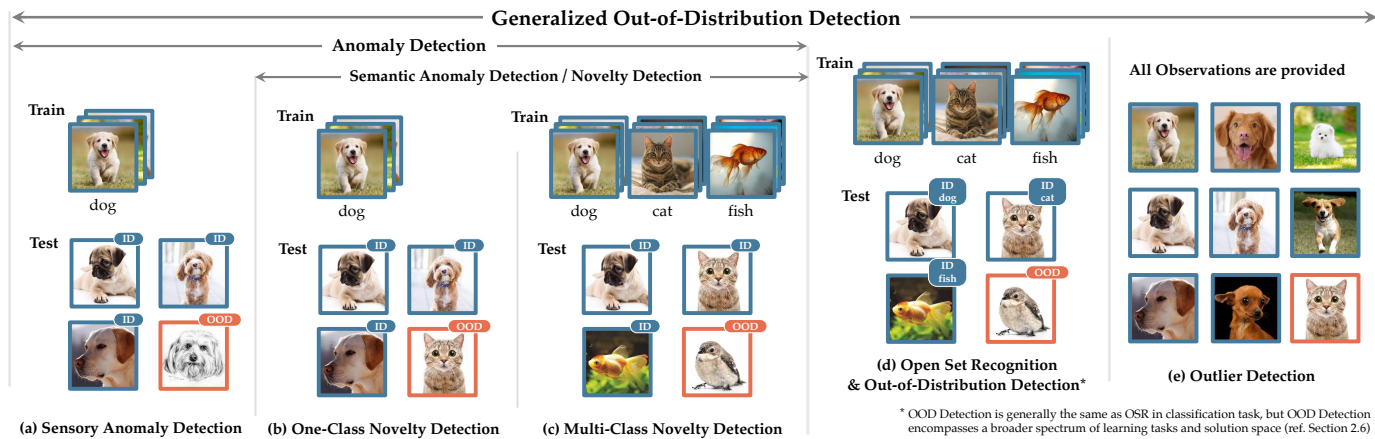 Generalized Out-of-Distribution Detection
Anomaly Detection
Semantic Anomaly Detection / Novelty Detection
Train
dog
Test
ID
ID
ID
OOD
(a) Sensory Anomaly Detection
Train
dog
ID
ID
ID
OOD
(b) One-Class Novelty Detection
Train
dog
cat
fish
Test
ID
ID
ID
OOD
(c) Multi-Class Novelty Detection
Train
dog
cat
fish
Test
ID
dog
ID
cat
ID
fish
OOD
(d) Open Set Recognition
& Out-of-Distribution Detection*
All Observations are provided
(e) Outlier Detection
* OOD Detection is generally the same as OSR in classification task, but OOD Detection
encompasses a broader spectrum of learning tasks and solution space (ref. Section 2.6)